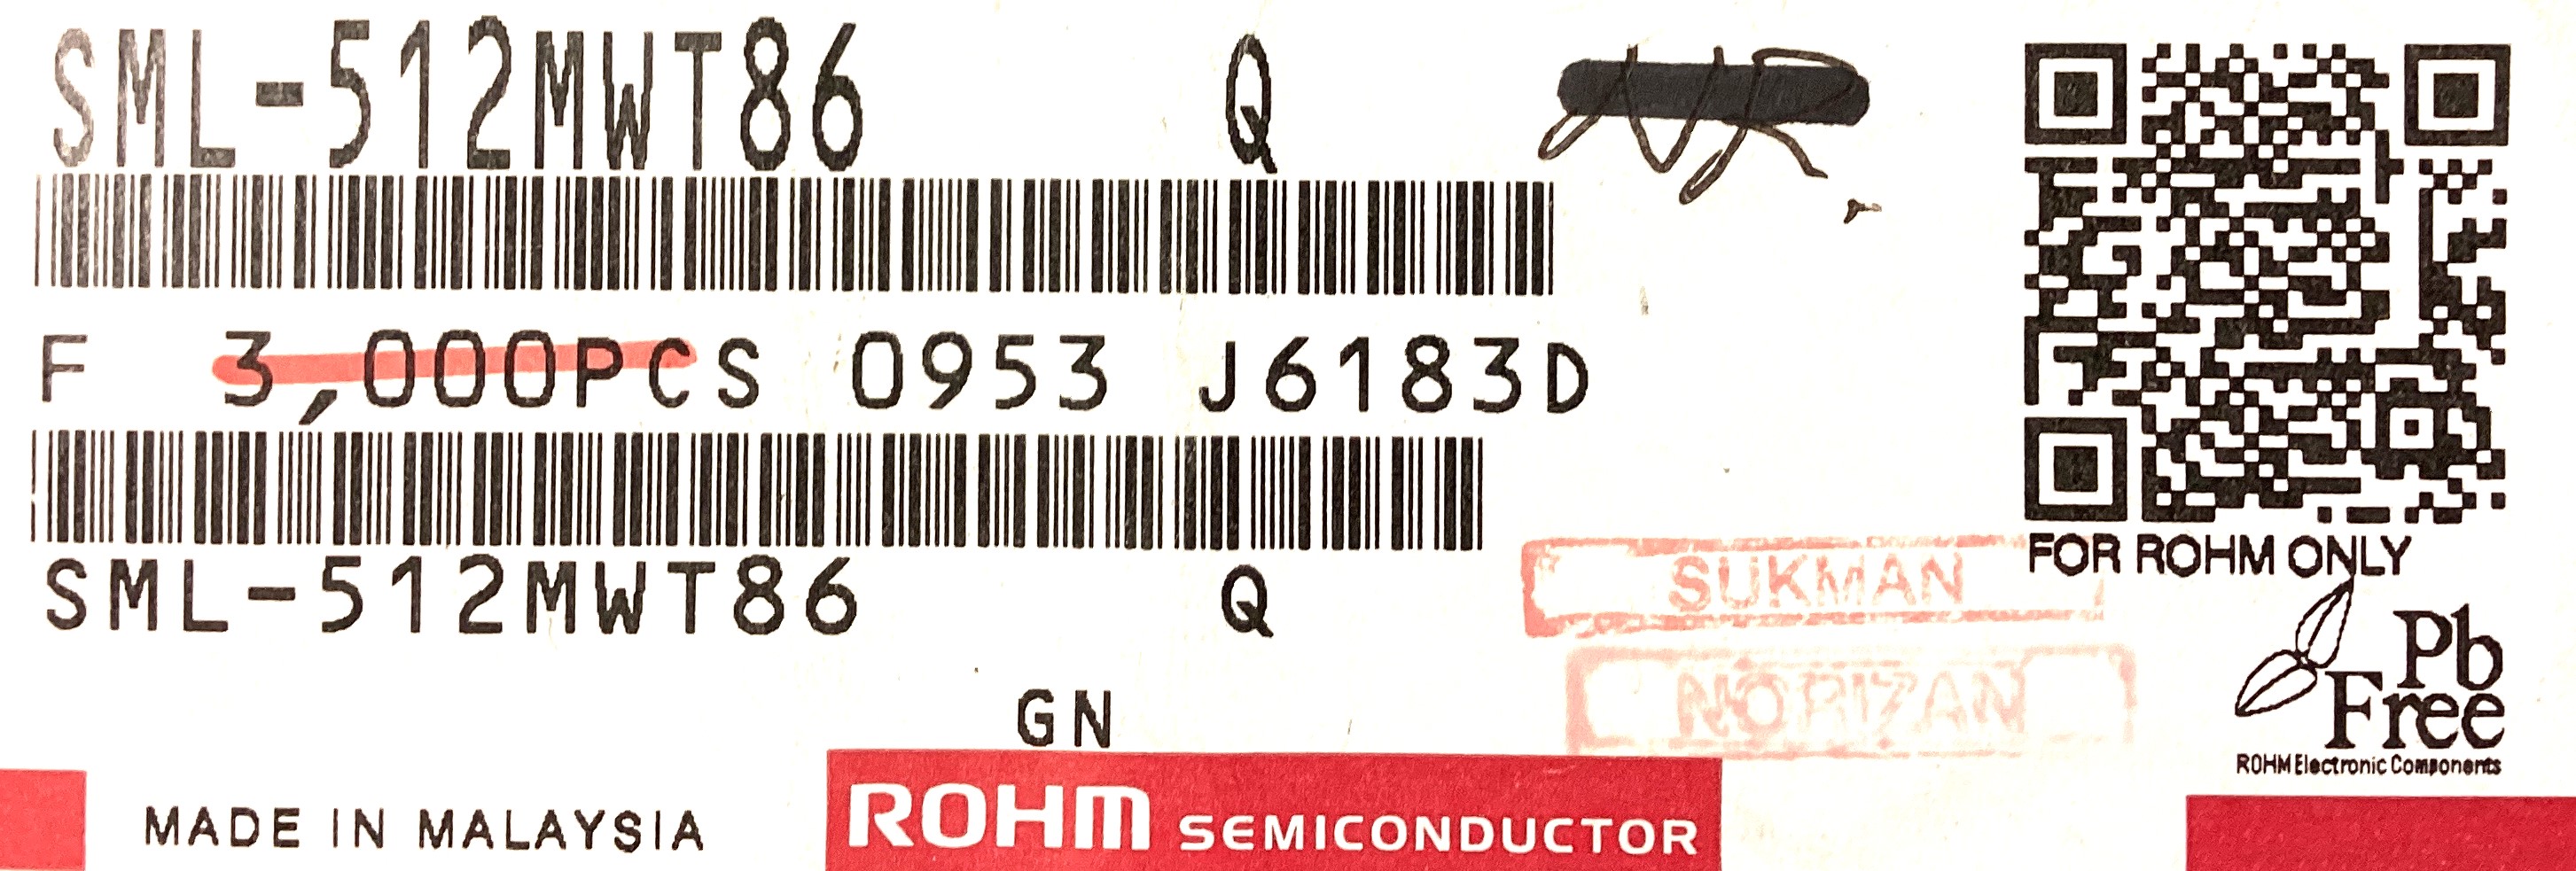 SML-512MWT86 Q
F 3,000PCS 0953 J6183D
SML-512MWT86 Q
GN
MADE IN MALAYSIA
ROHM SEMICONDUCTOR
SUKMAN
NORIZAN
FOR ROHM ONLY
Pb
Free
ROHM Electronic Components